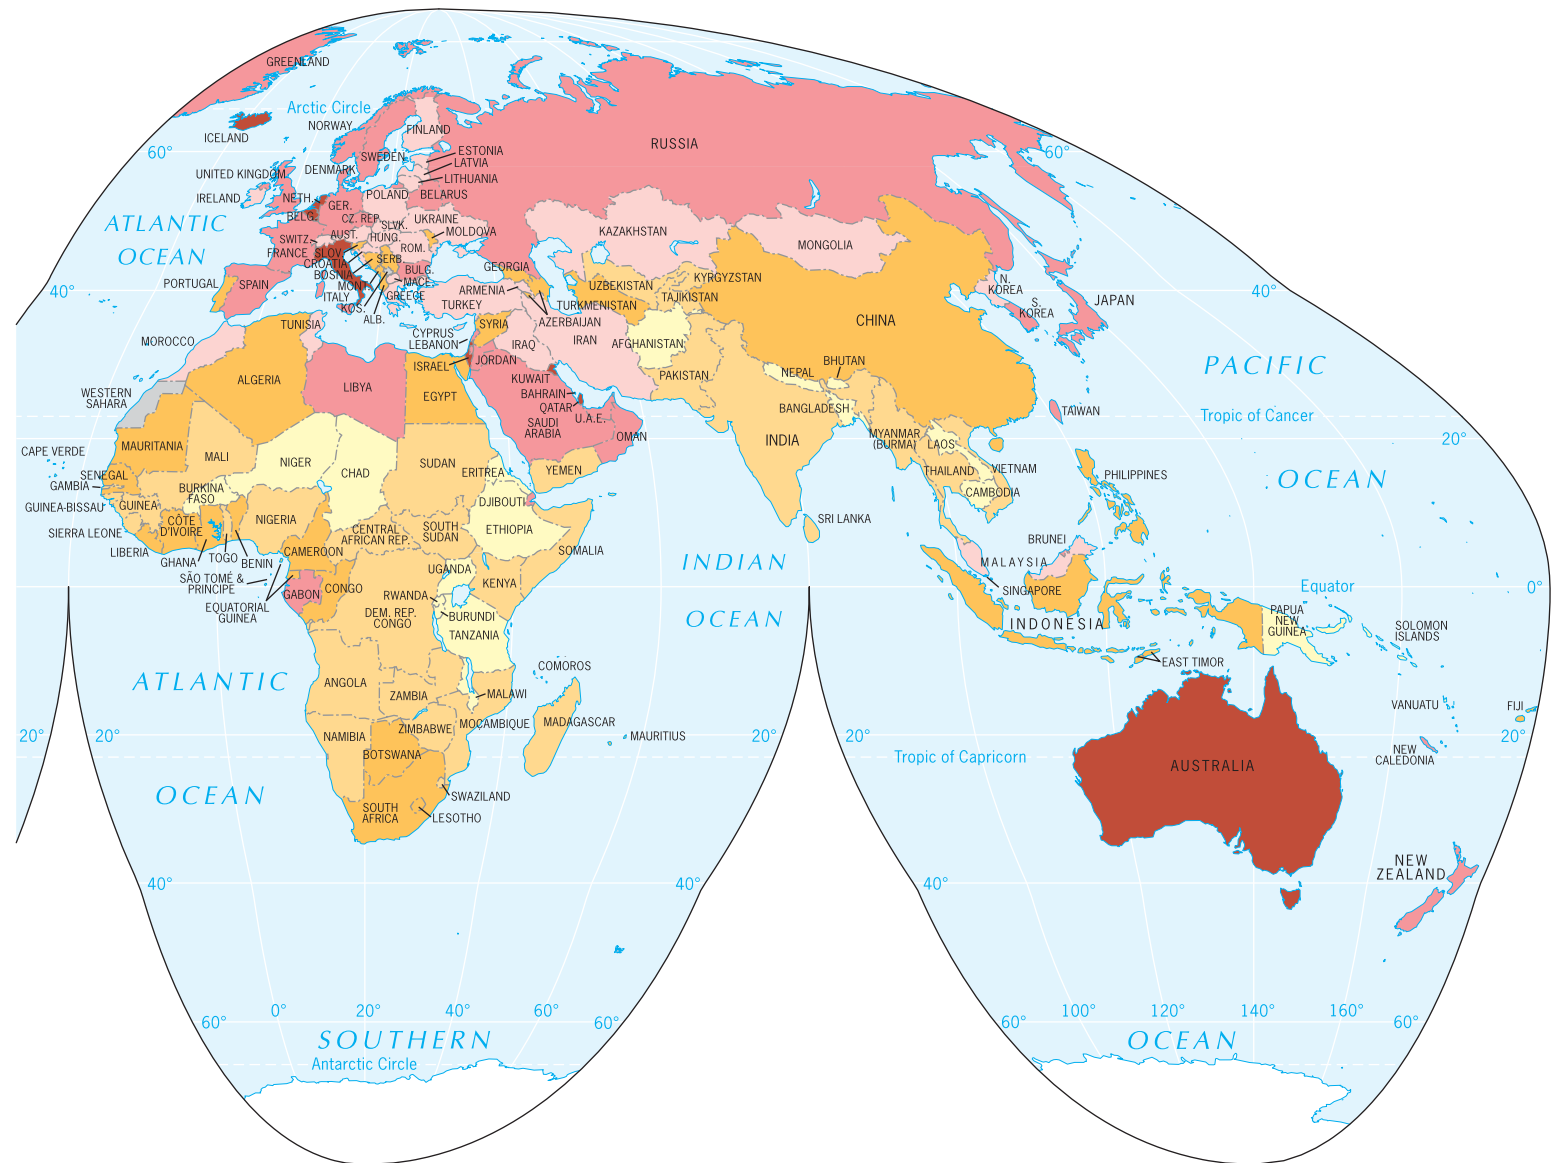 GREENLAND
Arctic Circle
ICELAND
NORWAY
FINLAND
RUSSIA
60°
60°
SWEDEN
ESTONIA
LATVIA
LITHUANIA
DENMARK
UNITED KINGDOM
IRELAND
NETH.
GER.
POLAND
BELARUS
BELG.
CZ. REP.
SLVK.
UKRAINE
MOLDOVA
ATLANTIC
OCEAN
SWITZ.
AUST.
HUNG.
FRANCE
SLOV.
ROM.
CROATIA
SERB.
BOSNIA
BULG.
MONT.
MACE.
PORTUGAL
SPAIN
ITALY
GREECE
KOS.
ALB.
40°
40°
KAZAKHSTAN
MONGOLIA
GEORGIA
ARMENIA
TURKEY
AZERBAIJAN
UZBEKISTAN
KYRGYZSTAN
TURKMENISTAN
TAJIKISTAN
N.
KOREA
S.
KOREA
JAPAN
CHINA
TUNISIA
MOROCCO
CYPRUS
LEBANON
SYRIA
IRAQ
IRAN
AFGHANISTAN
ISRAEL
JORDAN
PACIFIC
OCEAN
WESTERN
SAHARA
ALGERIA
LIBYA
EGYPT
KUWAIT
BAHRAIN
QATAR
U.A.E.
SAUDI
ARABIA
OMAN
PAKISTAN
NEPAL
BHUTAN
BANGLADESH
INDIA
TAIWAN
Tropic of Cancer
20°
MYANMAR
(BURMA)
LAOS
THAILAND
VIETNAM
CAMBODIA
PHILIPPINES
CAPE VERDE
MAURITANIA
MALI
NIGER
CHAD
SUDAN
ERITREA
YEMEN
SENEGAL
GAMBIA
GUINEA-BISSAU
GUINEA
BURKINA
FASO
DJIBOUTI
SIERRA LEONE
LIBERIA
CÔTE
D'IVOIRE
GHANA
TOGO
BENIN
NIGERIA
CAMEROON
CENTRAL
AFRICAN REP.
SOUTH
SUDAN
ETHIOPIA
SOMALIA
SRI LANKA
INDIAN
OCEAN
BRUNEI
MALAYSIA
SINGAPORE
INDONESIA
SÃO TOMÉ &
PRINCIPE
EQUATORIAL
GUINEA
GABON
CONGO
UGANDA
KENYA
RWANDA
BURUNDI
DEM. REP.
CONGO
TANZANIA
Equator
0°
PAPUA
NEW
GUINEA
SOLOMON
ISLANDS
EAST TIMOR
COMOROS
ATLANTIC
OCEAN
ANGOLA
ZAMBIA
MALAWI
MOÇAMBIQUE
MADAGASCAR
MAURITIUS
NAMIBIA
ZIMBABWE
BOTSWANA
VANUATU
FIJI
NEW
CALEDONIA
20°
20°
20°
20°
20°
Tropic of Capricorn
AUSTRALIA
SWAZILAND
SOUTH
AFRICA
LESOTHO
NEW
ZEALAND
40°
40°
40°
0°
20°
40°
60°
60°
60°
SOUTHERN
OCEAN
Antarctic Circle
60°
100°
120°
140°
160°
60°